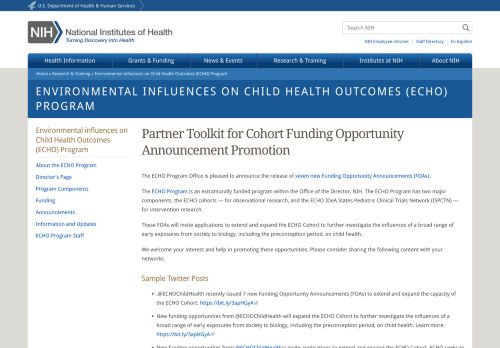 U.S. Department of Health & Human Services
NIH National Institutes of Health
Turning Discovery Into Health
Search NIH
NIH Employee Intranet | Staff Directory | En Español
Health Information
Grants & Funding
News & Events
Research & Training
Institutes at NIH
About NIH
Home » Research & Training » Environmental influences on Child Health Outcomes (ECHO) Program
ENVIRONMENTAL INFLUENCES ON CHILD HEALTH OUTCOMES (ECHO)
PROGRAM
Environmental influences on
Child Health Outcomes
(ECHO) Program
About the ECHO Program
Director's Page
Program Components
Funding
Announcements
Information and Updates
ECHO Program Staff
Partner Toolkit for Cohort Funding Opportunity
Announcement Promotion
The ECHO Program Office is pleased to announce the release of seven new Funding Opportunity Announcements (FOAs).
The ECHO Program is an extramurally funded program within the Office of the Director, NIH. The ECHO Program has two major
components, the ECHO cohorts — for observational research, and the ECHO IDeA States Pediatric Clinical Trials Network (ISPCTN) —
for intervention research.
These FOAs will invite applications to extend and expand the ECHO Cohort to further investigate the influences of a broad range of
early exposures from society to biology, including the preconception period, on child health.
We welcome your interest and help in promoting these opportunities. Please consider sharing the following content with your
networks.
Sample Twitter Posts
• .@ECHOChildHealth recently issued 7 new Funding Opportunity Announcements (FOAs) to extend and expand the capacity of
the ECHO Cohort: https://bit.ly/3apHGyA
• New funding opportunities from @ECHOChildHealth will expand the ECHO Cohort to further investigate the influences of a
broad range of early exposures from society to biology, including the preconception period, on child health. Learn more:
https://bit.ly/3apHGyA